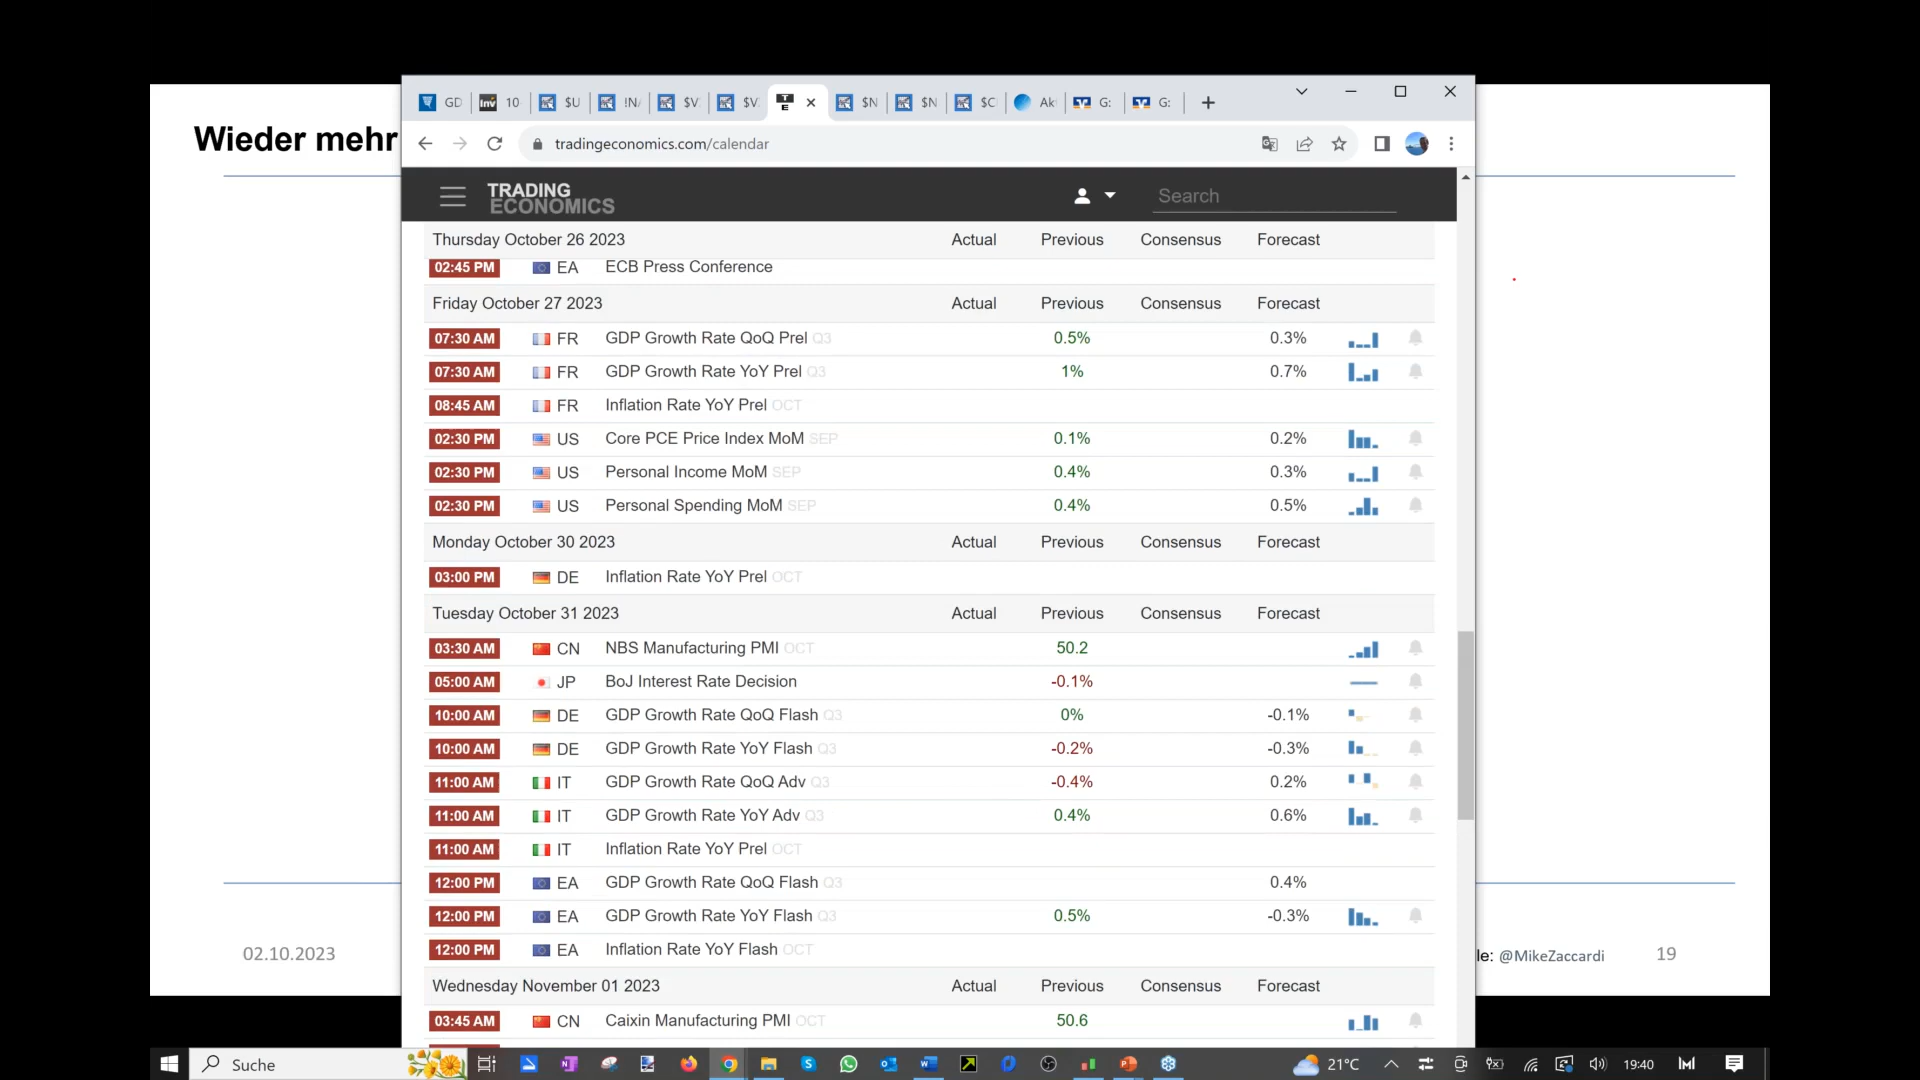 Wieder mehr
GD
10
$U
!N/
$V
$V
$N
$N
$C
Ak
G:
G:
tradingeconomics.com/calendar
TRADING
ECONOMICS
Search
Thursday October 26 2023 Actual Previous Consensus Forecast
02:45 PM EA ECB Press Conference
Friday October 27 2023 Actual Previous Consensus Forecast
07:30 AM FR GDP Growth Rate QoQ Prel Q3 0.5% 0.3%
07:30 AM FR GDP Growth Rate YoY Prel Q3 1% 0.7%
08:45 AM FR Inflation Rate YoY Prel OCT
02:30 PM US Core PCE Price Index MoM SEP 0.1% 0.2%
02:30 PM US Personal Income MoM SEP 0.4% 0.3%
02:30 PM US Personal Spending MoM SEP 0.4% 0.5%
Monday October 30 2023 Actual Previous Consensus Forecast
03:00 PM DE Inflation Rate YoY Prel OCT
Tuesday October 31 2023 Actual Previous Consensus Forecast
03:30 AM CN NBS Manufacturing PMI OCT 50.2
05:00 AM JP BoJ Interest Rate Decision -0.1%
10:00 AM DE GDP Growth Rate QoQ Flash Q3 0% -0.1%
10:00 AM DE GDP Growth Rate YoY Flash Q3 -0.2% -0.3%
11:00 AM IT GDP Growth Rate QoQ Adv Q3 -0.4% 0.2%
11:00 AM IT GDP Growth Rate YoY Adv Q3 0.4% 0.6%
11:00 AM IT Inflation Rate YoY Prel OCT
12:00 PM EA GDP Growth Rate QoQ Flash Q3 0.4%
12:00 PM EA GDP Growth Rate YoY Flash Q3 0.5% -0.3%
12:00 PM EA Inflation Rate YoY Flash OCT
Wednesday November 01 2023 Actual Previous Consensus Forecast
03:45 AM CN Caixin Manufacturing PMI OCT 50.6
02.10.2023
le: @MikeZaccardi
19
Suche
21°C
19:40